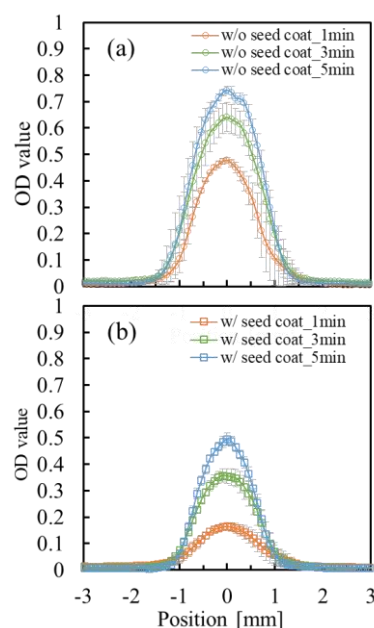 (a)
w/o seed coat_1min
w/o seed coat_3min
w/o seed coat_5min
OD value
1
0.9
0.8
0.7
0.6
0.5
0.4
0.3
0.2
0.1
0
(b)
w/ seed coat_1min
w/ seed coat_3min
w/ seed coat_5min
OD value
1
0.9
0.8
0.7
0.6
0.5
0.4
0.3
0.2
0.1
0
-3 -2 -1 0 1 2 3
Position [mm]